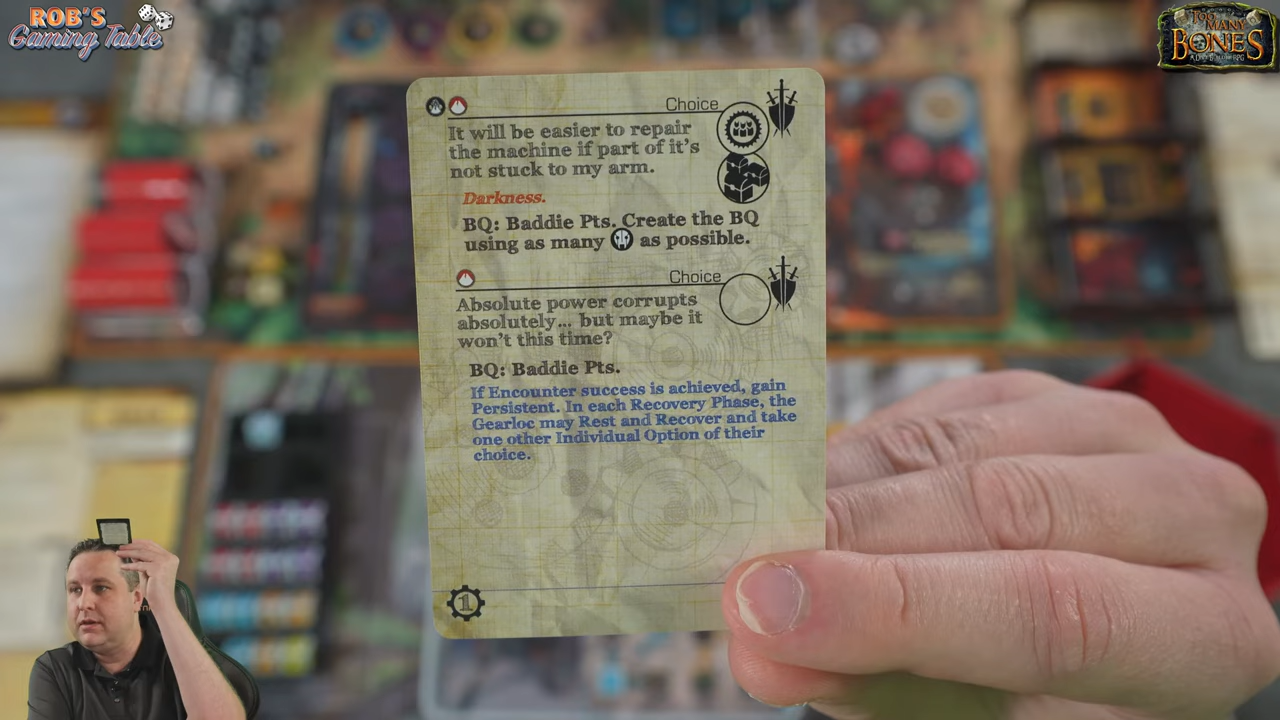 ROB'S
Gaming Table
TOO MANY
BONES
Choice
It will be easier to repair
the machine if part of it's
not stuck to my arm.
Darkness.
BQ: Baddie Pts. Create the BQ
using as many as possible.
Choice
Absolute power corrupts
absolutely... but maybe it
won't this time?
BQ: Baddie Pts.
If Encounter success is achieved, gain
Persistent. In each Recovery Phase, the
Gearloc may Rest and Recover and take
one other Individual Option of their
choice.
1